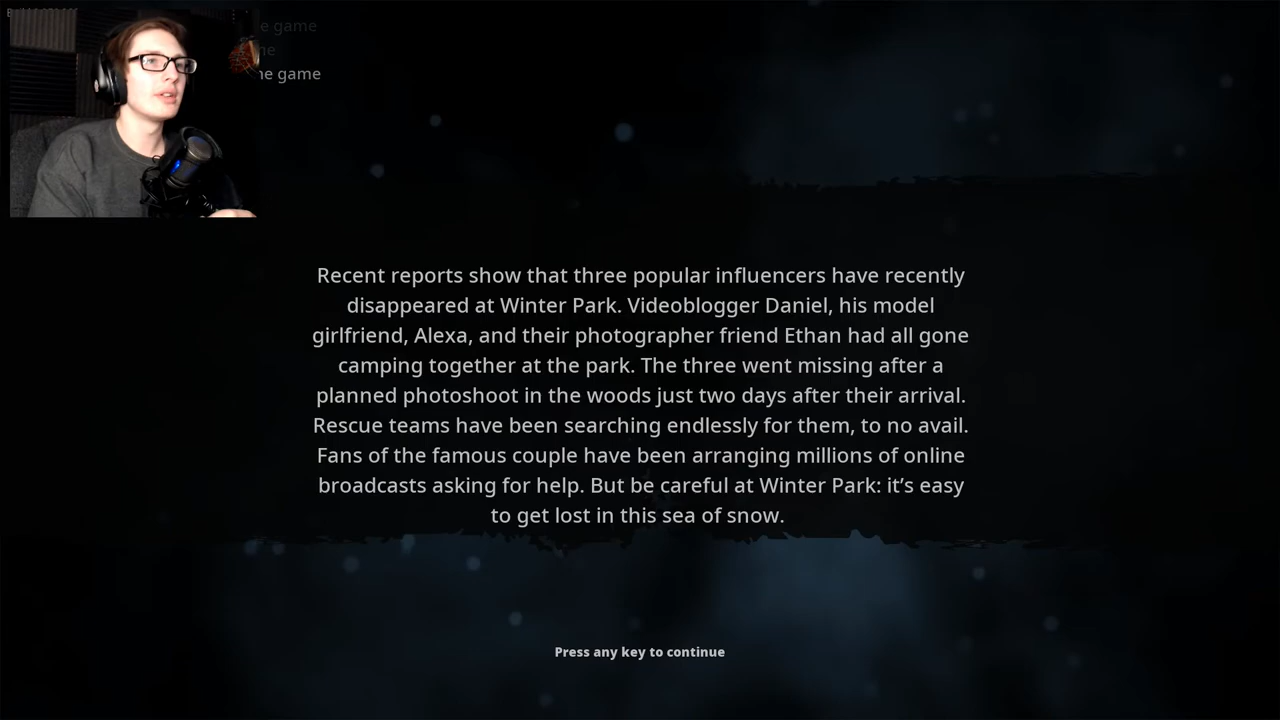 e game
ne
ne game
Recent reports show that three popular influencers have recently
disappeared at Winter Park. Videoblogger Daniel, his model
girlfriend, Alexa, and their photographer friend Ethan had all gone
camping together at the park. The three went missing after a
planned photoshoot in the woods just two days after their arrival.
Rescue teams have been searching endlessly for them, to no avail.
Fans of the famous couple have been arranging millions of online
broadcasts asking for help. But be careful at Winter Park: it’s easy
to get lost in this sea of snow.
Press any key to continue